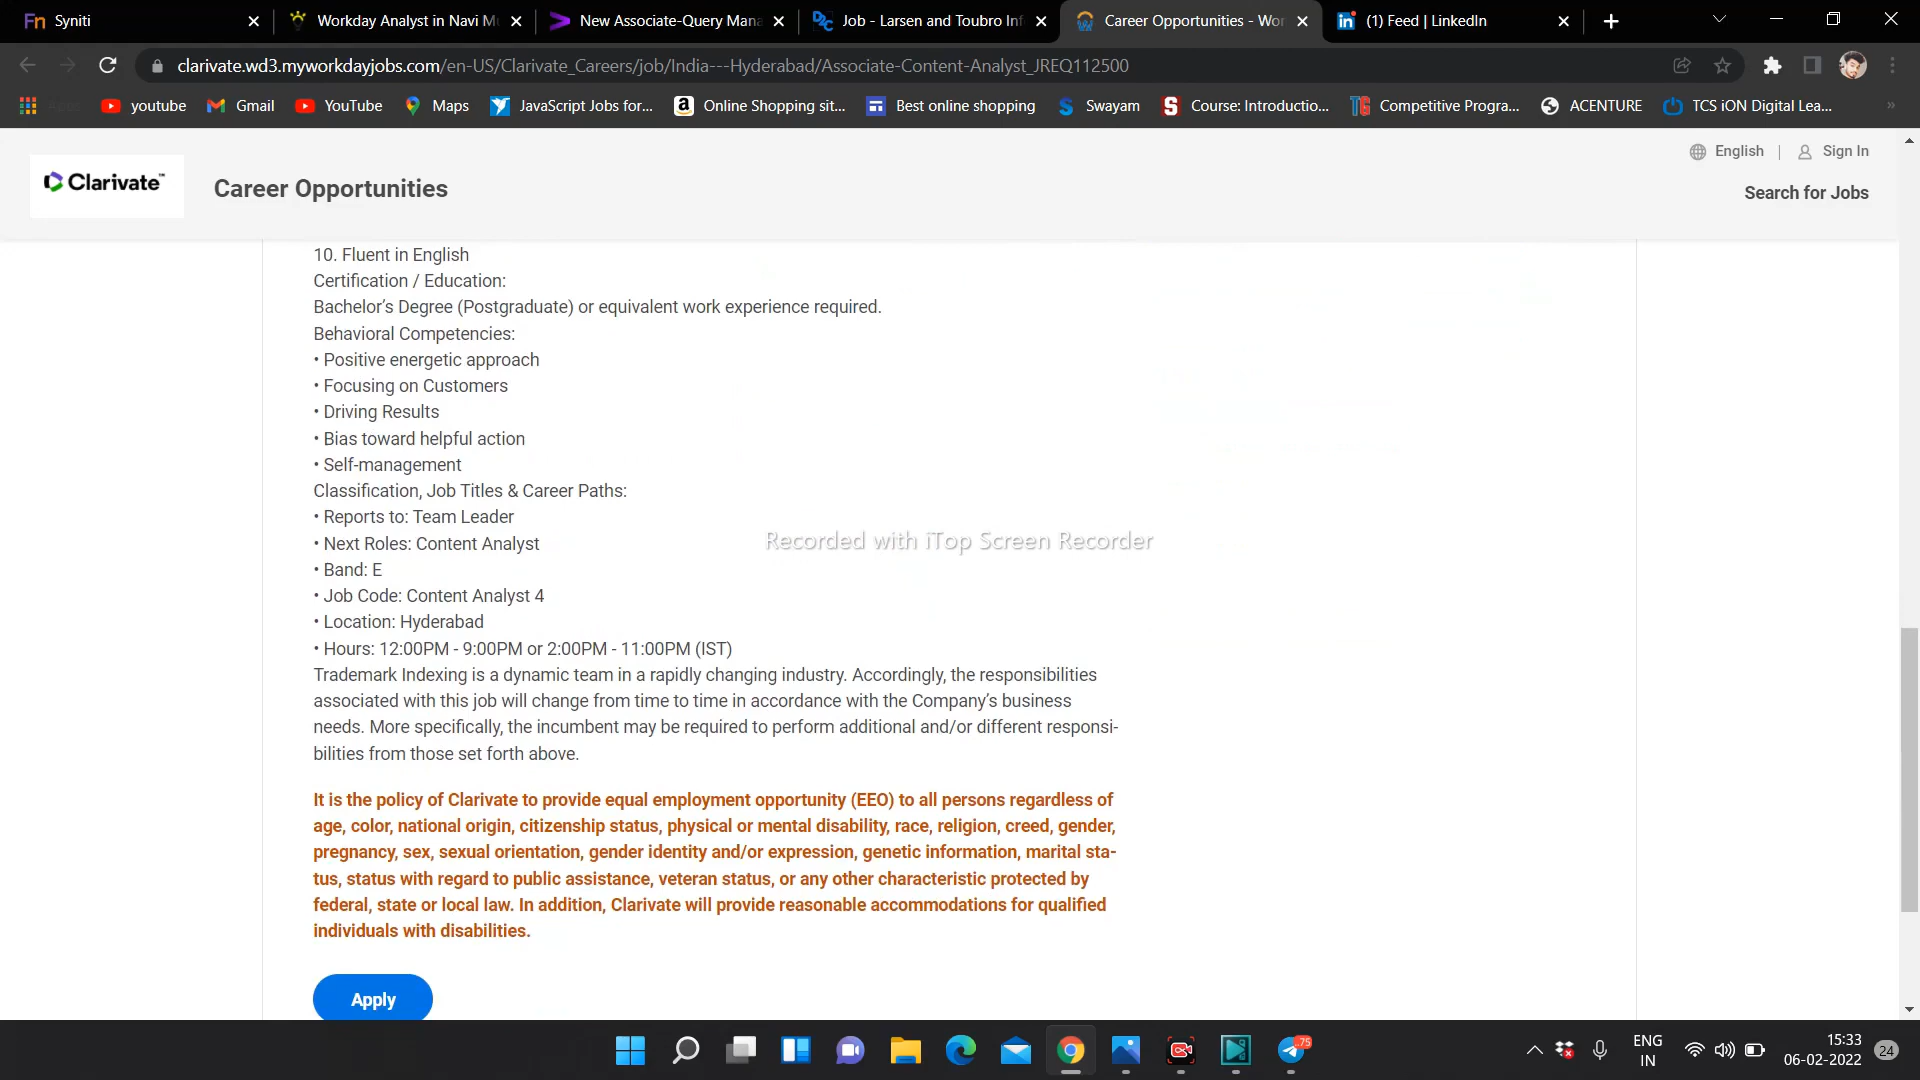 Fn Syniti
Workday Analyst in Navi Mu
New Associate-Query Mana
Job - Larsen and Toubro Inf
Career Opportunities - Wor
(1) Feed | LinkedIn
clarivate.wd3.myworkdayjobs.com/en-US/Clarivate_Careers/job/India---Hyderabad/Associate-Content-Analyst_JREQ112500
Apps youtube Gmail YouTube Maps JavaScript Jobs for... Online Shopping sit... Best online shopping Swayam Course: Introductio... Competitive Progra... ACENTURE TCS iON Digital Lea... »
English | Sign In
Clarivate™ Career Opportunities
Search for Jobs
10. Fluent in English
Certification / Education:
Bachelor’s Degree (Postgraduate) or equivalent work experience required.
Behavioral Competencies:
• Positive energetic approach
• Focusing on Customers
• Driving Results
• Bias toward helpful action
• Self-management
Classification, Job Titles & Career Paths:
• Reports to: Team Leader
• Next Roles: Content Analyst
Recorded with iTop Screen Recorder
• Band: E
• Job Code: Content Analyst 4
• Location: Hyderabad
• Hours: 12:00PM - 9:00PM or 2:00PM - 11:00PM (IST)
Trademark Indexing is a dynamic team in a rapidly changing industry. Accordingly, the responsibilities
associated with this job will change from time to time in accordance with the Company’s business
needs. More specifically, the incumbent may be required to perform additional and/or different responsi-
bilities from those set forth above.
It is the policy of Clarivate to provide equal employment opportunity (EEO) to all persons regardless of
age, color, national origin, citizenship status, physical or mental disability, race, religion, creed, gender,
pregnancy, sex, sexual orientation, gender identity and/or expression, genetic information, marital sta-
tus, status with regard to public assistance, veteran status, or any other characteristic protected by
federal, state or local law. In addition, Clarivate will provide reasonable accommodations for qualified
individuals with disabilities.
Apply
75
ENG
IN
15:33
06-02-2022
24